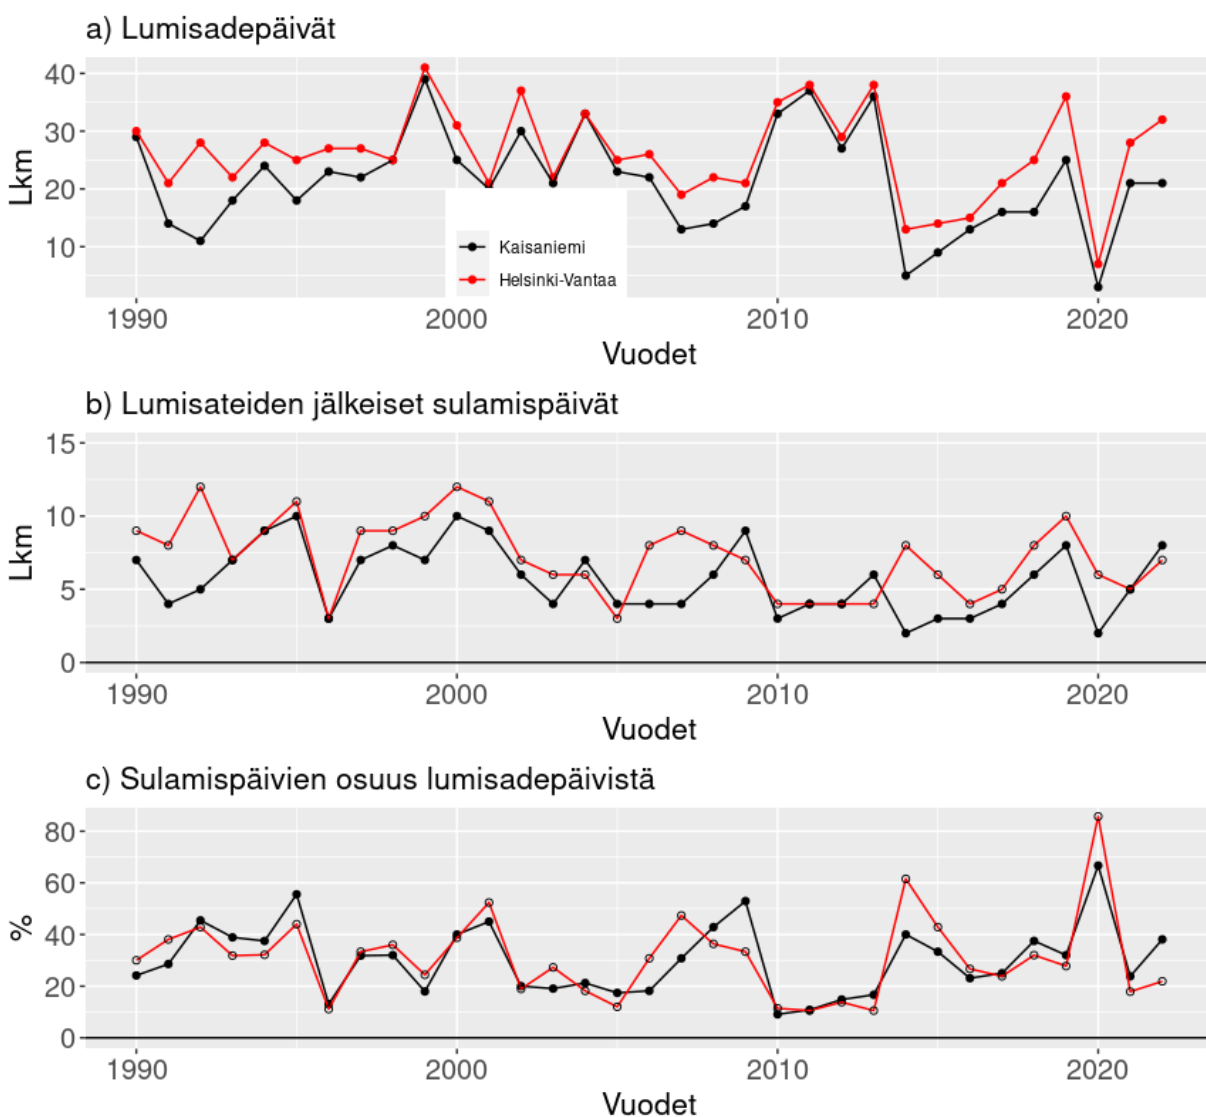 a) Lumisadepäivät
Lkm
40
30
20
10
Kaisaniemi
Helsinki-Vantaa
1990 2000 2010 2020
Vuodet
b) Lumisateiden jälkeiset sulamispäivät
Lkm
15
10
5
0
1990 2000 2010 2020
Vuodet
c) Sulamispäivien osuus lumisadepäivistä
%
80
60
40
20
0
1990 2000 2010 2020
Vuodet